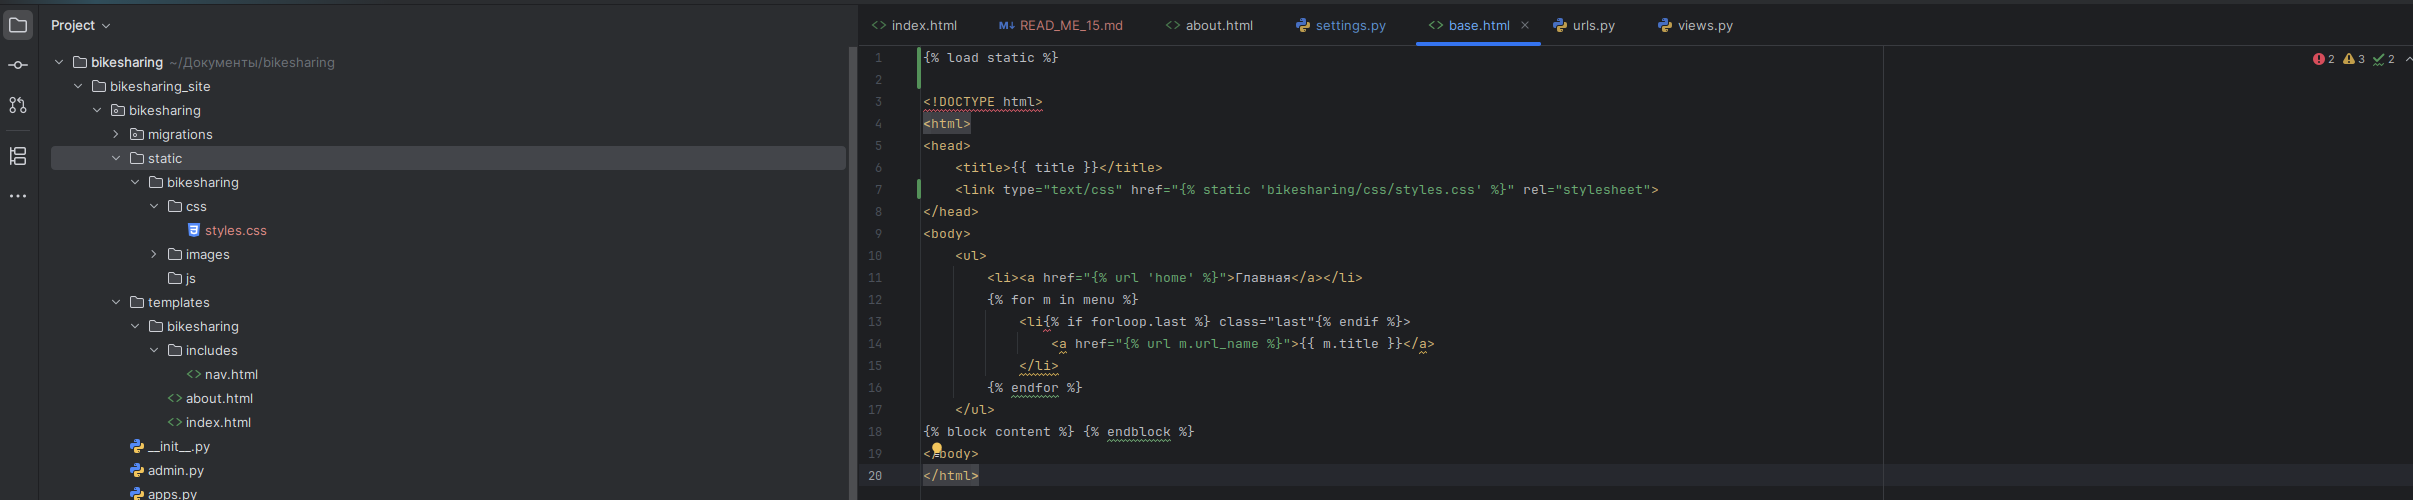 Project
bikesharing ~/Документы/bikesharing
bikesharing_site
bikesharing
migrations
static
bikesharing
css
styles.css
images
js
templates
bikesharing
includes
nav.html
about.html
index.html
__init__.py
admin.py
apps.py
index.html READ_ME_15.md about.html settings.py base.html urls.py views.py
2 3 2
1 {% load static %}
2
3 <!DOCTYPE html>
4 <html>
5 <head>
6 <title>{{ title }}</title>
7 <link type="text/css" href="{% static 'bikesharing/css/styles.css' %}" rel="stylesheet">
8 </head>
9 <body>
10 <ul>
11 <li><a href="{% url 'home' %}">Главная</a></li>
12 {% for m in menu %}
13 <li{% if forloop.last %} class="last"{% endif %}>
14 <a href="{% url m.url_name %}">{{ m.title }}</a>
15 </li>
16 {% endfor %}
17 </ul>
18 {% block content %} {% endblock %}
19 </body>
20 </html>